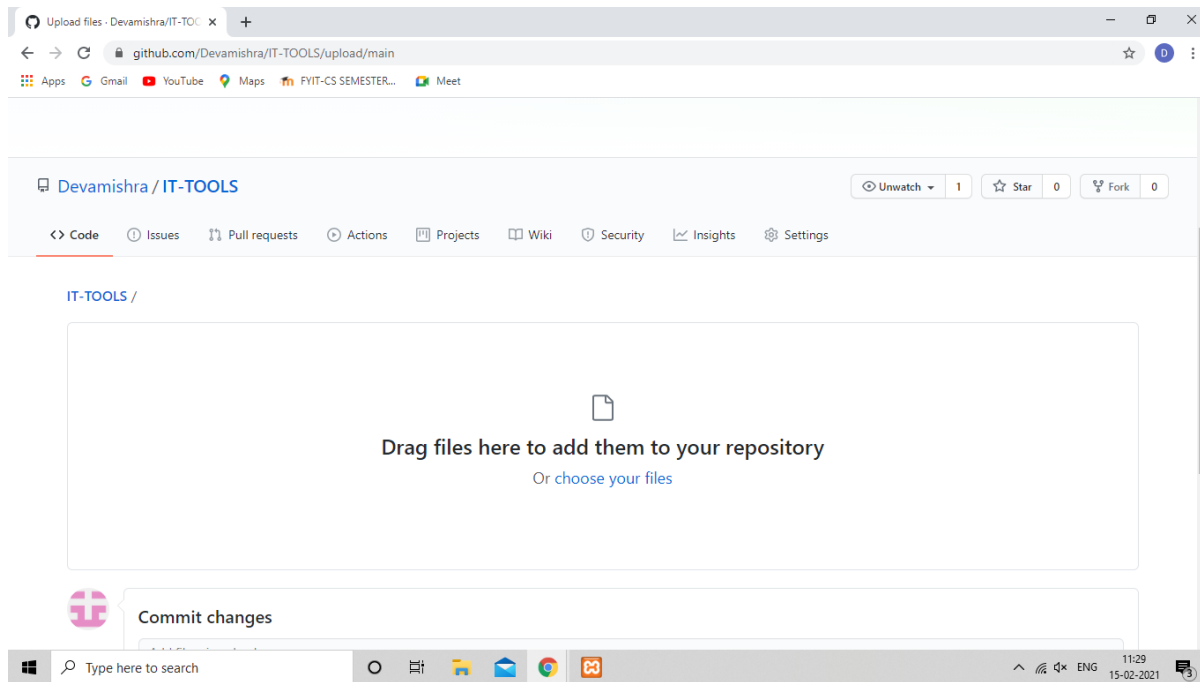 Upload files · Devamishra/IT-TOO
github.com/Devamishra/IT-TOOLS/upload/main
D
Apps Gmail YouTube Maps FYIT-CS SEMESTER... Meet
Devamishra / IT-TOOLS
Unwatch 1 Star 0 Fork 0
Code Issues Pull requests Actions Projects Wiki Security Insights Settings
IT-TOOLS /
Drag files here to add them to your repository
Or choose your files
Commit changes
Type here to search
ENG
11:29
15-02-2021
3